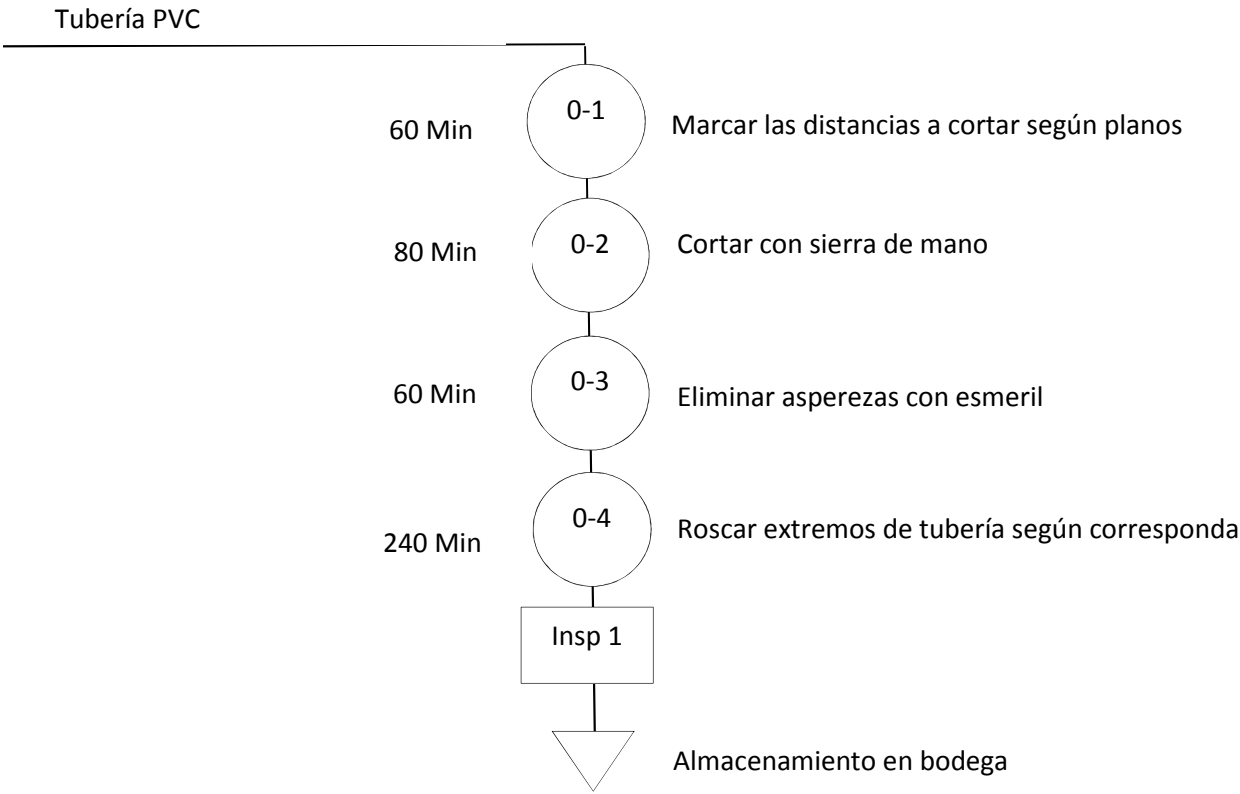 Tubería PVC
0-1
60 Min
Marcar las distancias a cortar según planos
0-2
80 Min
Cortar con sierra de mano
0-3
60 Min
Eliminar asperezas con esmeril
0-4
240 Min
Roscar extremos de tubería según corresponda
Insp 1
Almacenamiento en bodega